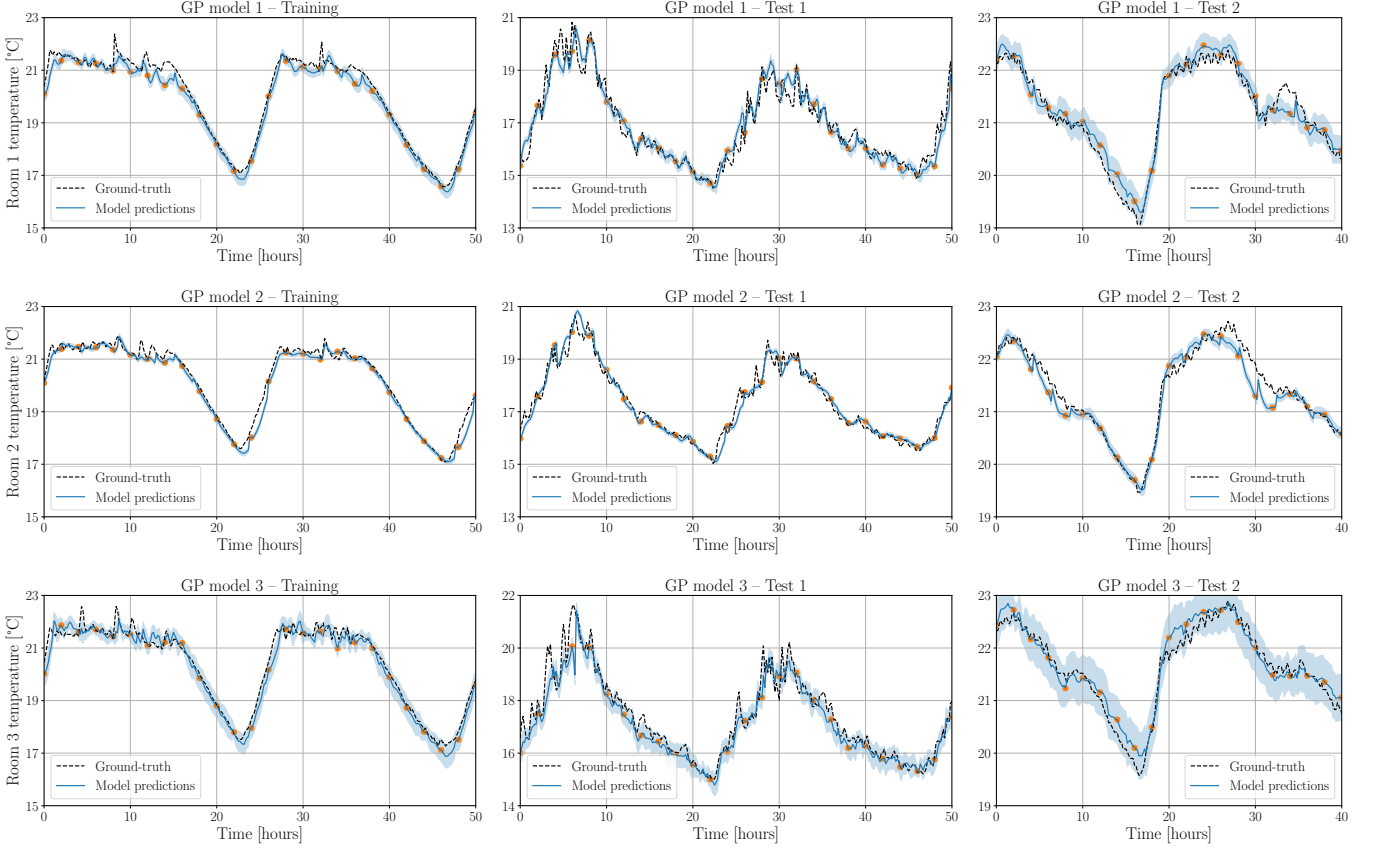 GP model 1 – Training
GP model 1 – Test 1
GP model 1 – Test 2
Room 1 temperature [°C]
23
21
19
17
15
Ground-truth
Model predictions
0
10
20
30
40
50
Time [hours]
21
19
17
15
13
Ground-truth
Model predictions
0
10
20
30
40
50
Time [hours]
23
22
21
20
19
Ground-truth
Model predictions
0
10
20
30
40
Time [hours]
GP model 2 – Training
GP model 2 – Test 1
GP model 2 – Test 2
Room 2 temperature [°C]
23
21
19
17
15
Ground-truth
Model predictions
0
10
20
30
40
50
Time [hours]
21
19
17
15
13
Ground-truth
Model predictions
0
10
20
30
40
50
Time [hours]
23
22
21
20
19
Ground-truth
Model predictions
0
10
20
30
40
Time [hours]
GP model 3 – Training
GP model 3 – Test 1
GP model 3 – Test 2
Room 3 temperature [°C]
23
21
19
17
15
Ground-truth
Model predictions
0
10
20
30
40
50
Time [hours]
22
20
18
16
14
Ground-truth
Model predictions
0
10
20
30
40
50
Time [hours]
23
22
21
20
19
Ground-truth
Model predictions
0
10
20
30
40
Time [hours]